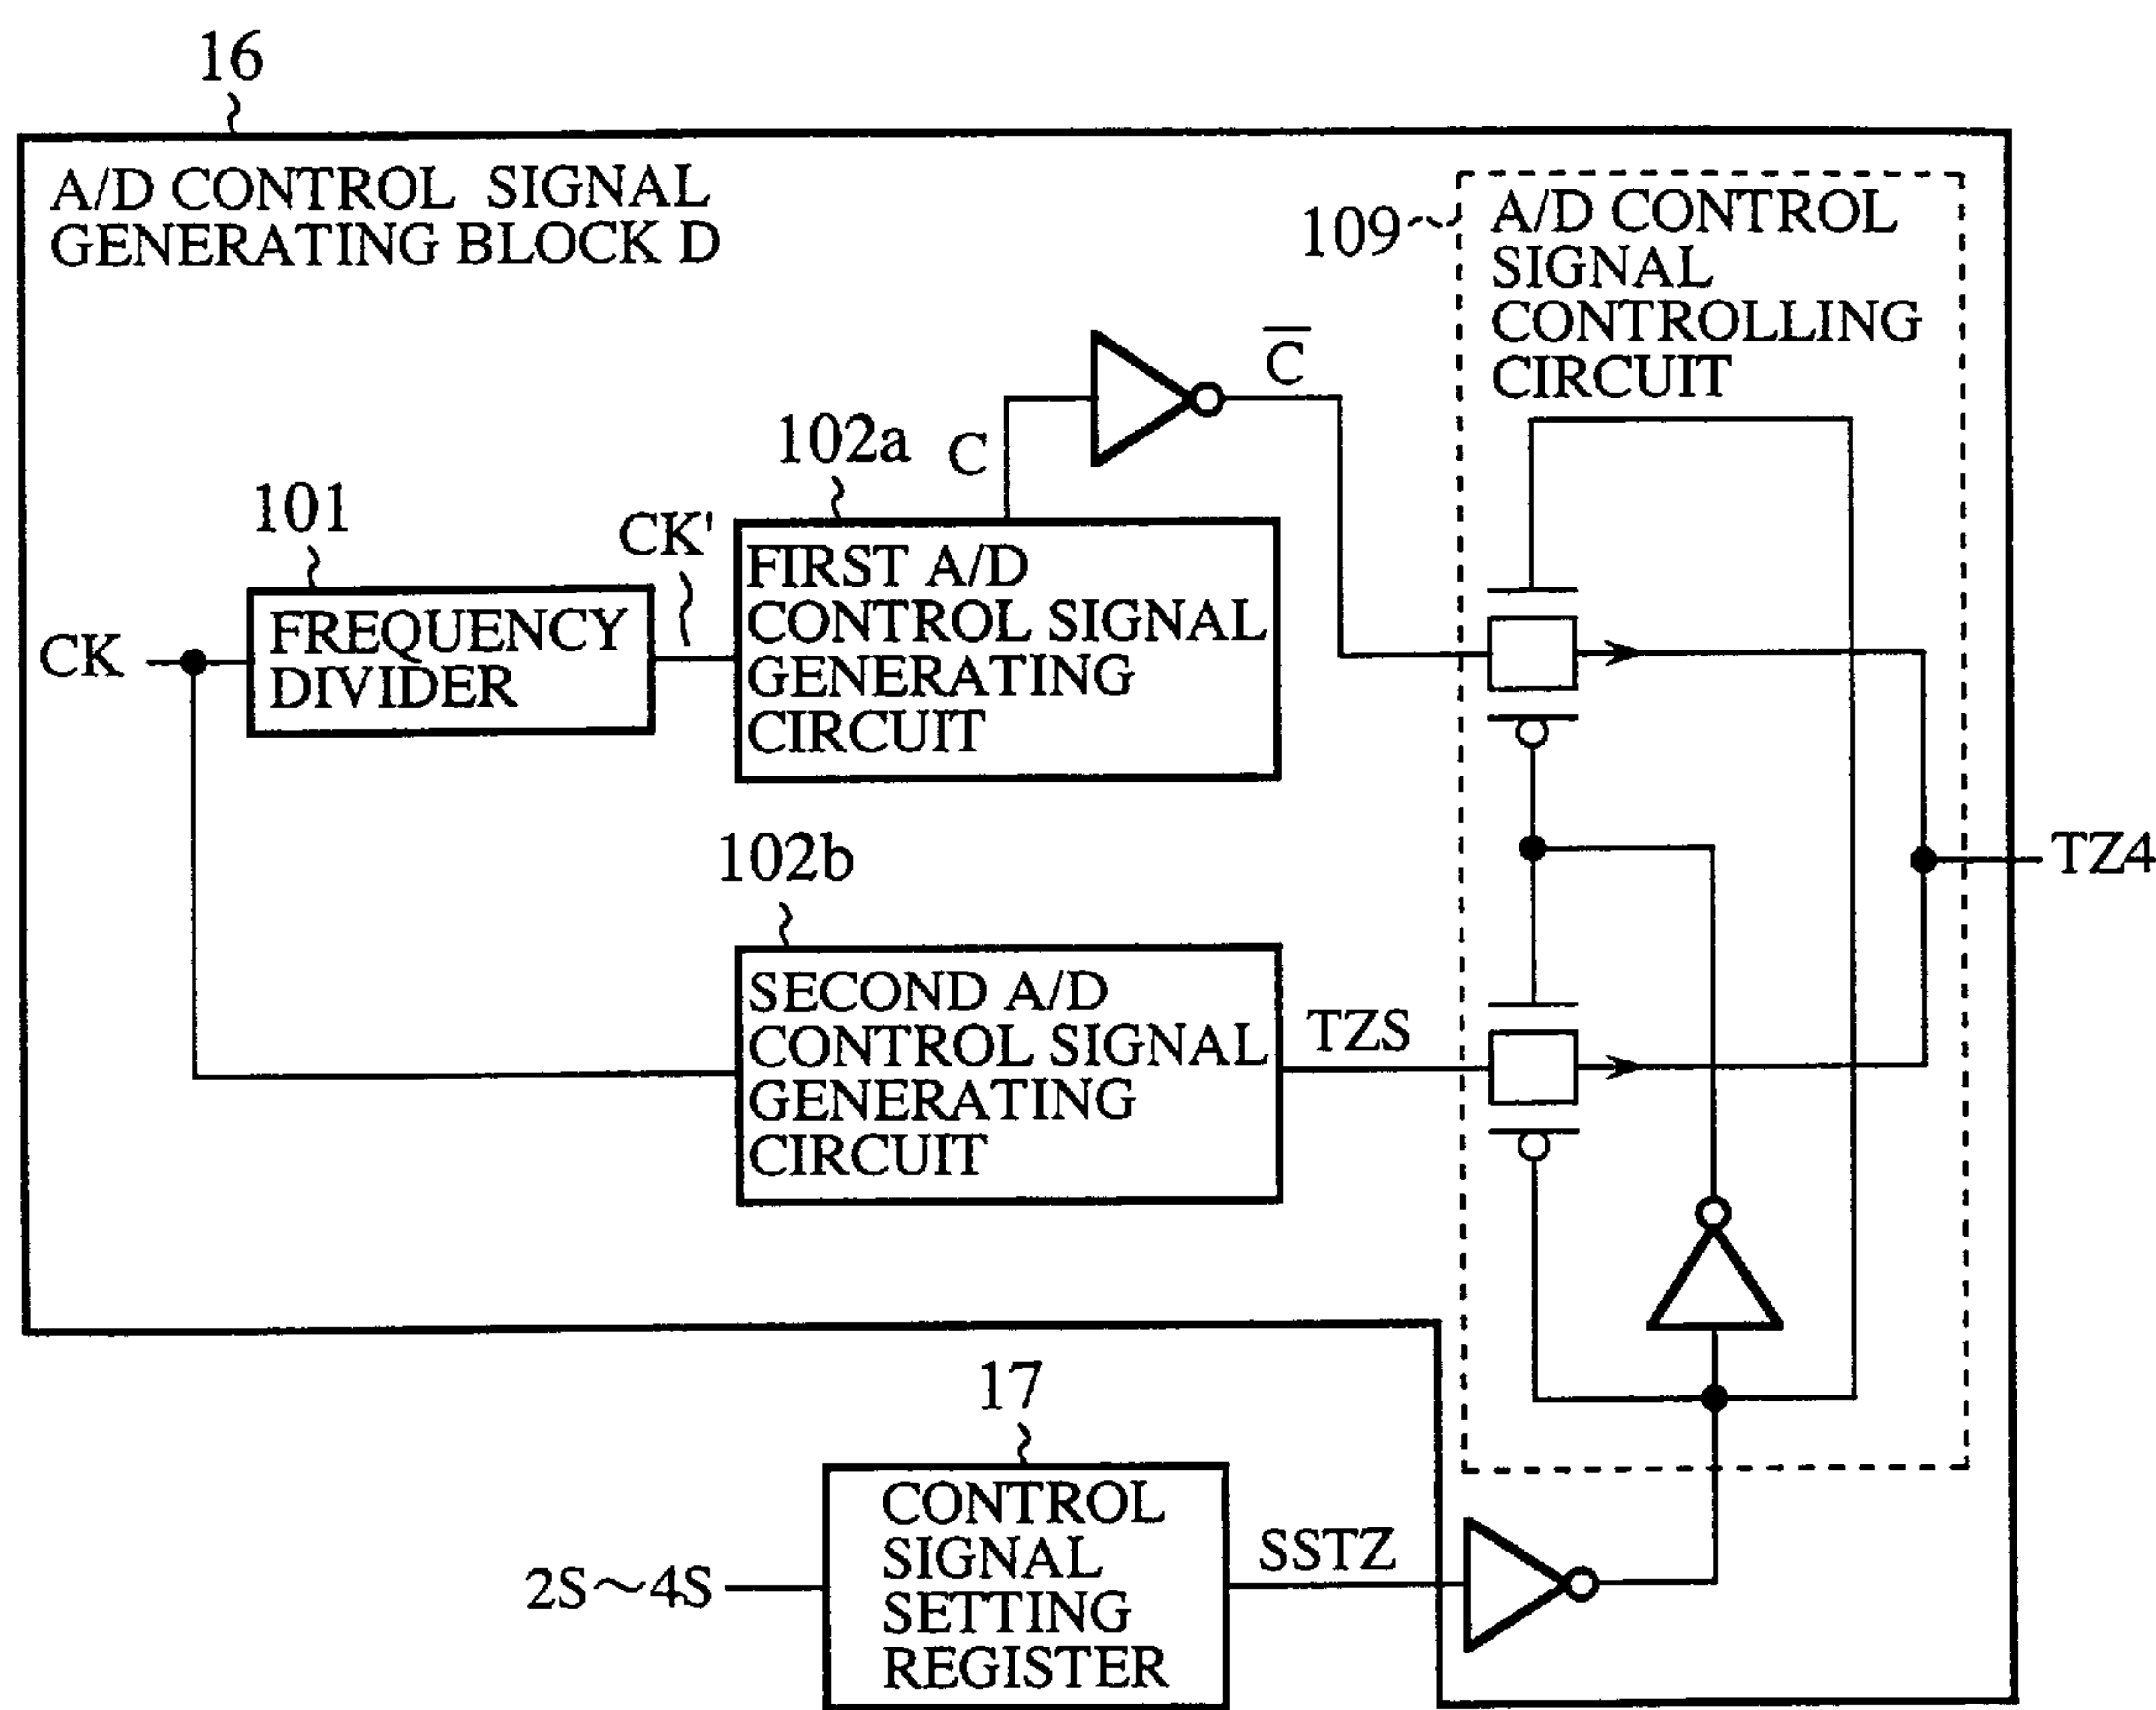 16
A/D CONTROL SIGNAL
GENERATING BLOCK D
109
A/D CONTROL
SIGNAL
CONTROLLING
CIRCUIT
C̅
102a
C
101
CK'
CK
FREQUENCY
DIVIDER
FIRST A/D
CONTROL SIGNAL
GENERATING
CIRCUIT
102b
TZ4
SECOND A/D
CONTROL SIGNAL
GENERATING
CIRCUIT
TZS
17
2S~4S
CONTROL
SIGNAL
SETTING
REGISTER
SSTZ